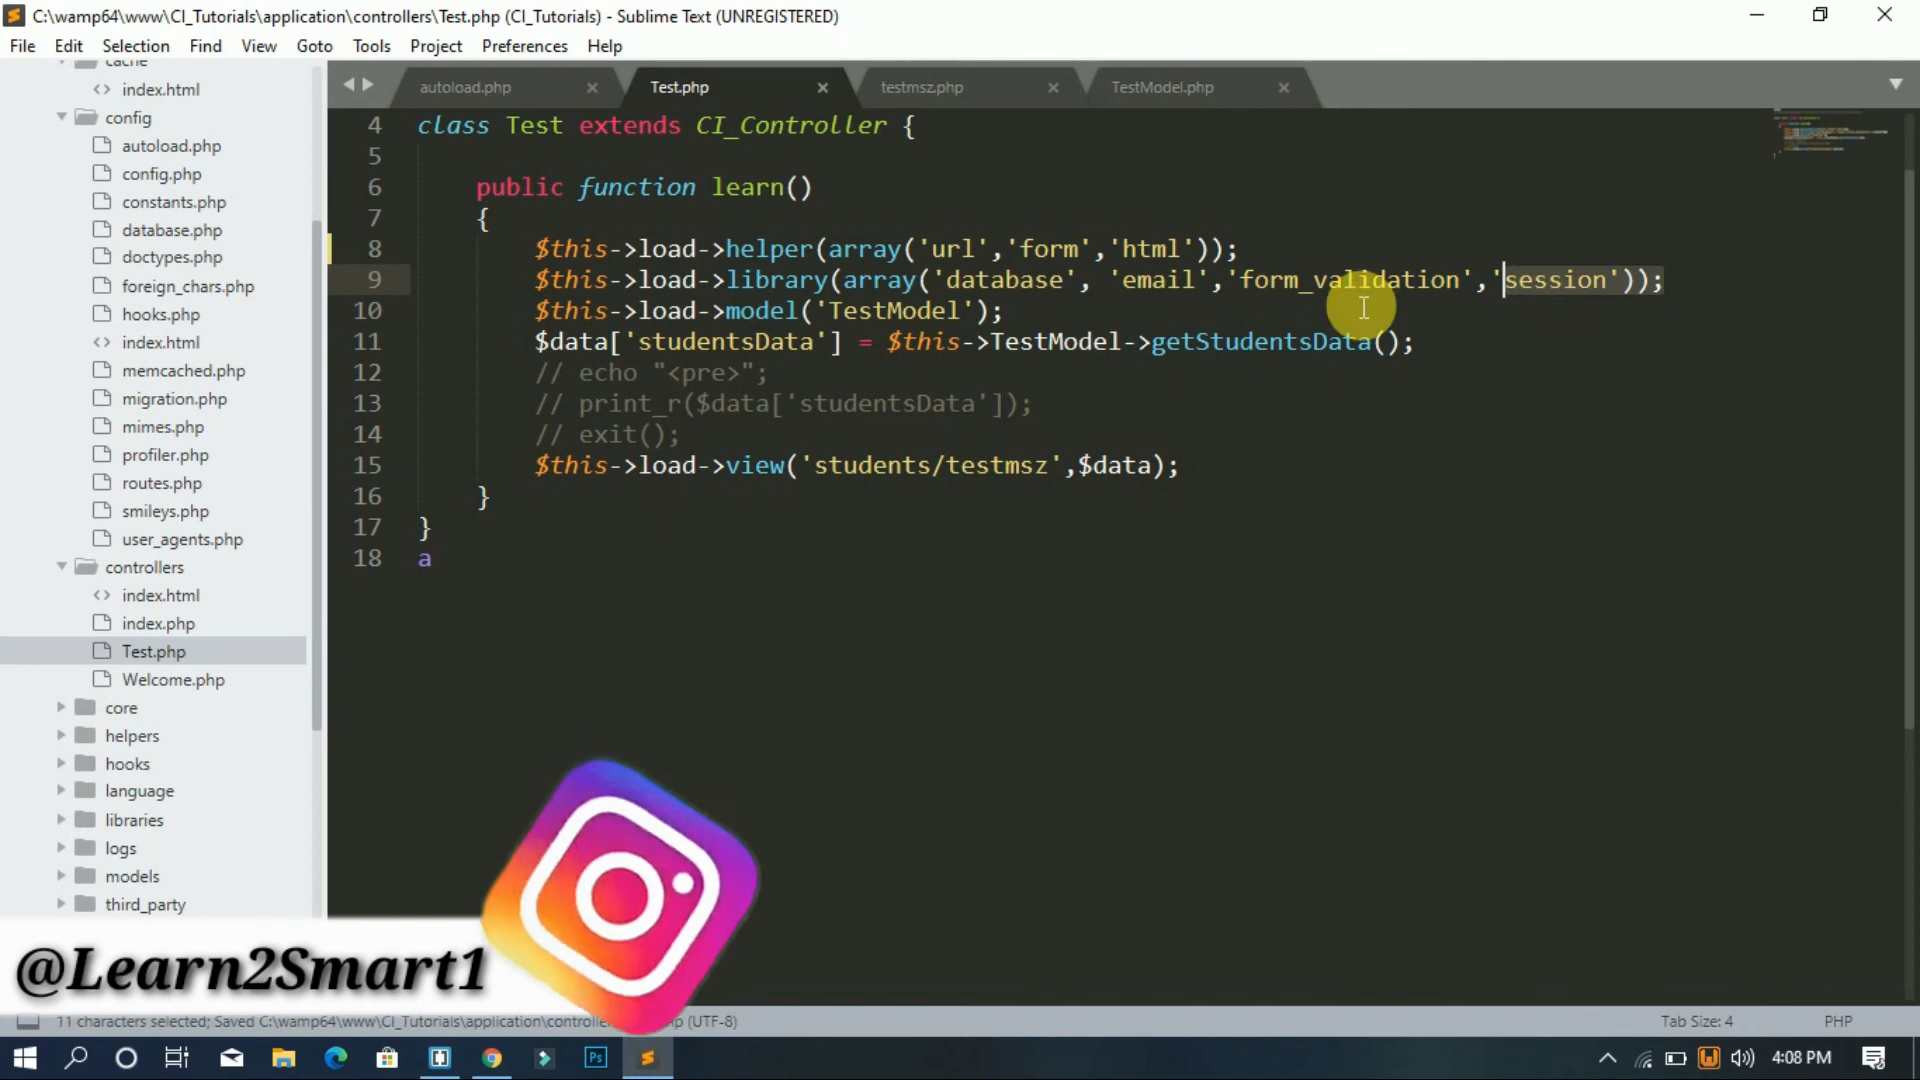 C:\wamp64\www\CI_Tutorials\application\controllers\Test.php (CI_Tutorials) - Sublime Text (UNREGISTERED)
File Edit Selection Find View Goto Tools Project Preferences Help
cache
index.html
config
autoload.php
config.php
constants.php
database.php
doctypes.php
foreign_chars.php
hooks.php
index.html
memcached.php
migration.php
mimes.php
profiler.php
routes.php
smileys.php
user_agents.php
controllers
index.html
index.php
Test.php
Welcome.php
core
helpers
hooks
language
libraries
logs
models
third_party
autoload.php Test.php testmsz.php TestModel.php
4 class Test extends CI_Controller {
5
6 public function learn()
7 {
8 $this->load->helper(array('url','form','html'));
9 $this->load->library(array('database', 'email','form_validation','session'));
10 $this->load->model('TestModel');
11 $data['studentsData'] = $this->TestModel->getStudentsData();
12 // echo "<pre>";
13 // print_r($data['studentsData']);
14 // exit();
15 $this->load->view('students/testmsz',$data);
16 }
17 }
18 a
@Learn2Smart1
11 characters selected; Saved C:\wamp64\www\CI_Tutorials\application\controller p (UTF-8) Tab Size: 4 PHP
Ps 4:08 PM